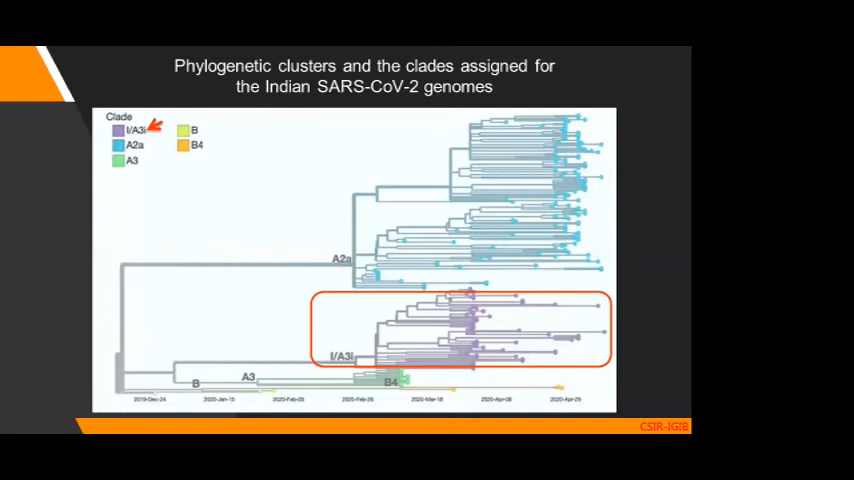 Phylogenetic clusters and the clades assigned for
the Indian SARS-CoV-2 genomes
Clade
I/A3i
B
A2a
B4
A3
A2a
I/A3i
A3
B
B4
2019-Dec-24
2020-Jan-15
2020-Feb-05
2020-Feb-26
2020-Mar-18
2020-Apr-08
2020-Apr-29
CSIR-IGIB